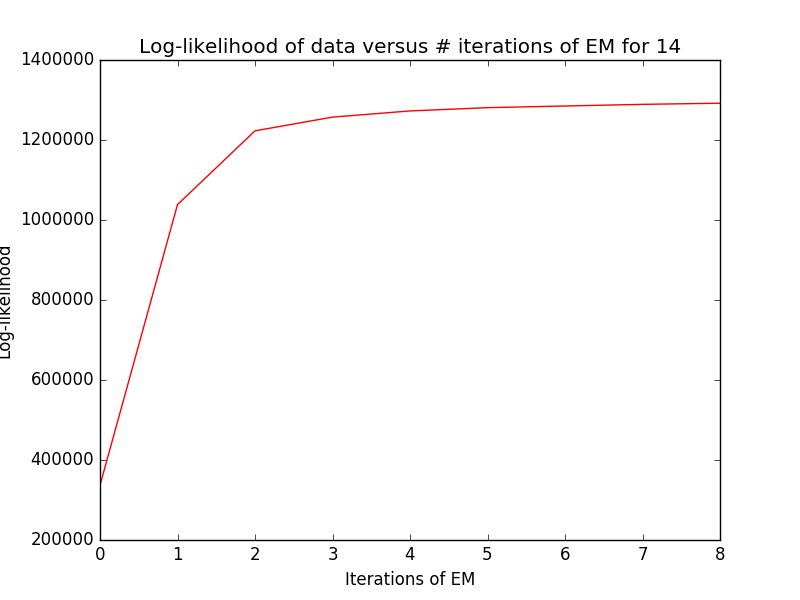 Log-likelihood of data versus # iterations of EM for 14
1400000
1200000
1000000
800000
600000
400000
200000
Log-likelihood
0 1 2 3 4 5 6 7 8
Iterations of EM